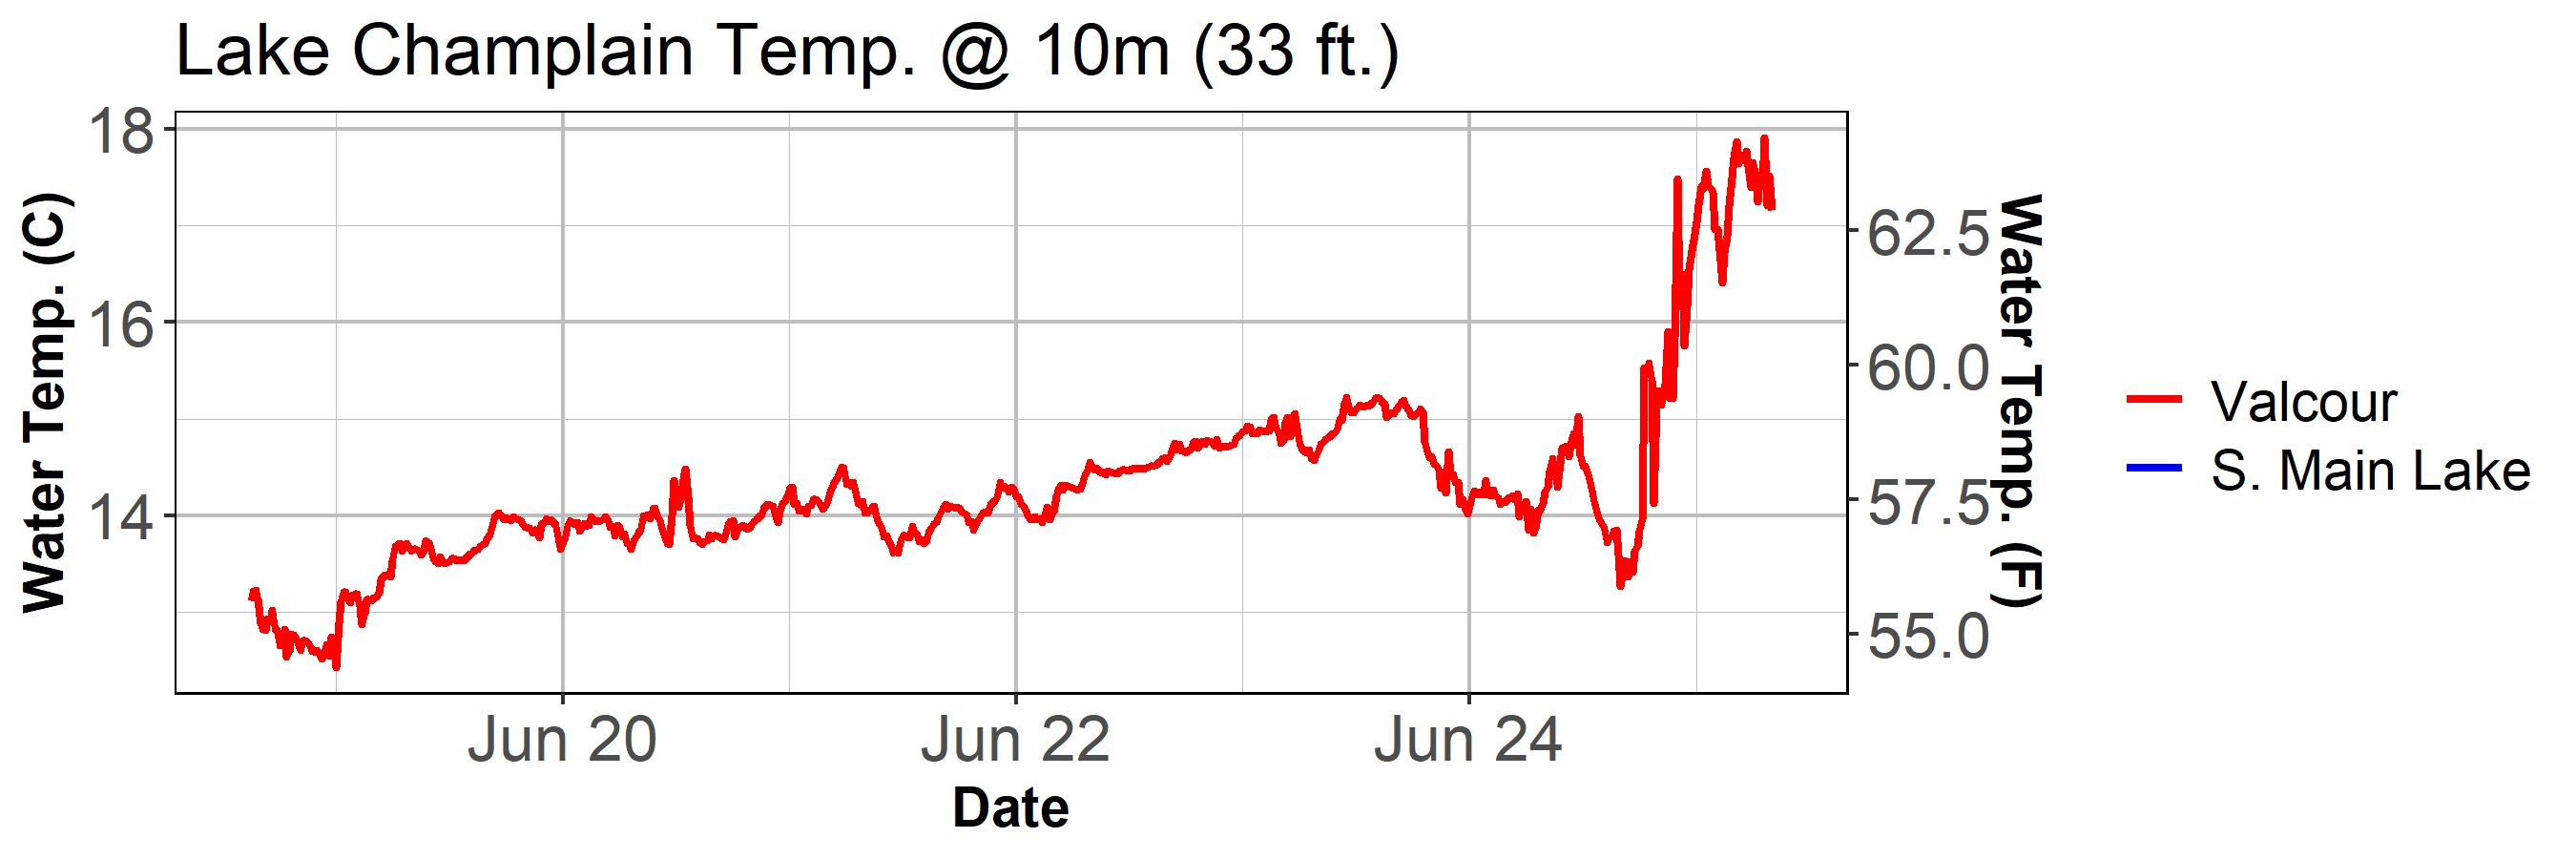 Lake Champlain Temp. @ 10m (33 ft.)
Water Temp. (C)
18
16
14
62.5
60.0
57.5
55.0
Water Temp. (F)
Jun 20
Jun 22
Jun 24
Date
Valcour
S. Main Lake